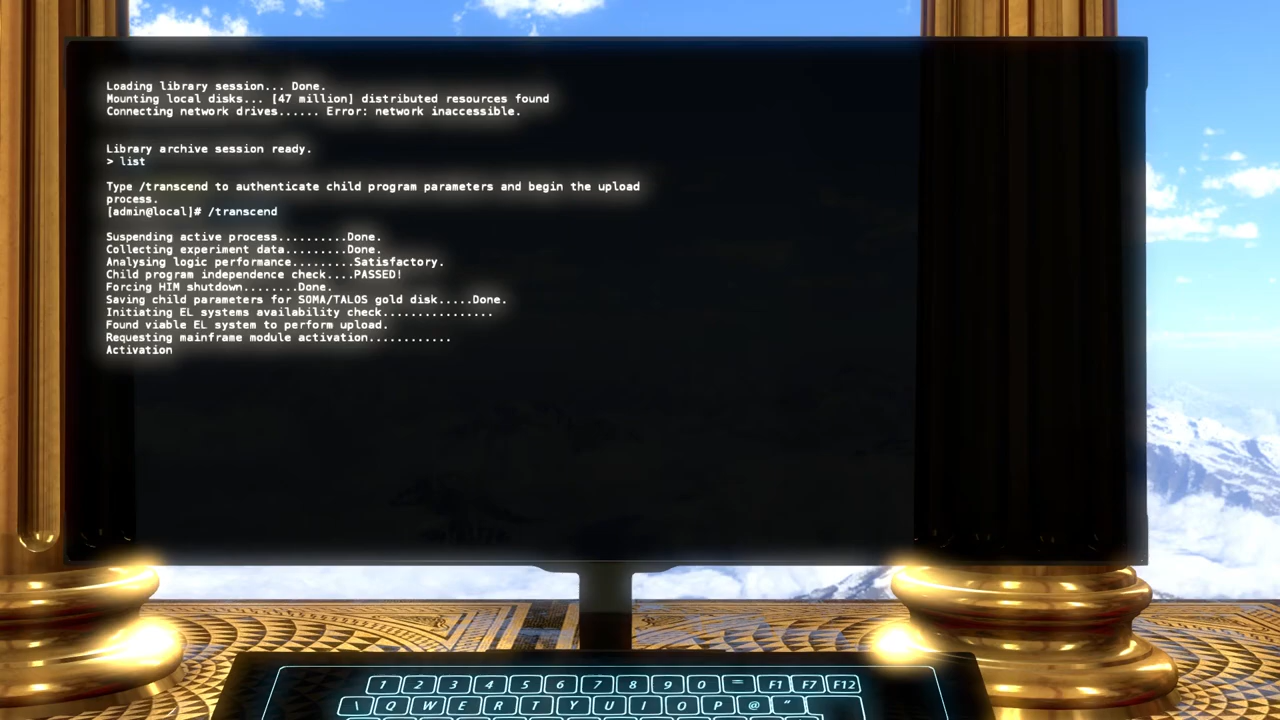 Loading library session... Done.
Mounting local disks... [47 million] distributed resources found
Connecting network drives...... Error: network inaccessible.
Library archive session ready.
> list
Type /transcend to authenticate child program parameters and begin the upload
process.
[admin@local]# /transcend
Suspending active process..........Done.
Collecting experiment data.........Done.
Analysing logic performance.........Satisfactory.
Child program independence check....PASSED!
Forcing HIM shutdown........Done.
Saving child parameters for SOMA/TALOS gold disk.....Done.
Initiating EL systems availability check................
Found viable EL system to perform upload.
Requesting mainframe module activation............
Activation
1 2 3 4 5 6 7 8 9 0 = F1 F7 F12
\ Q W E R T Y U I O P @ "